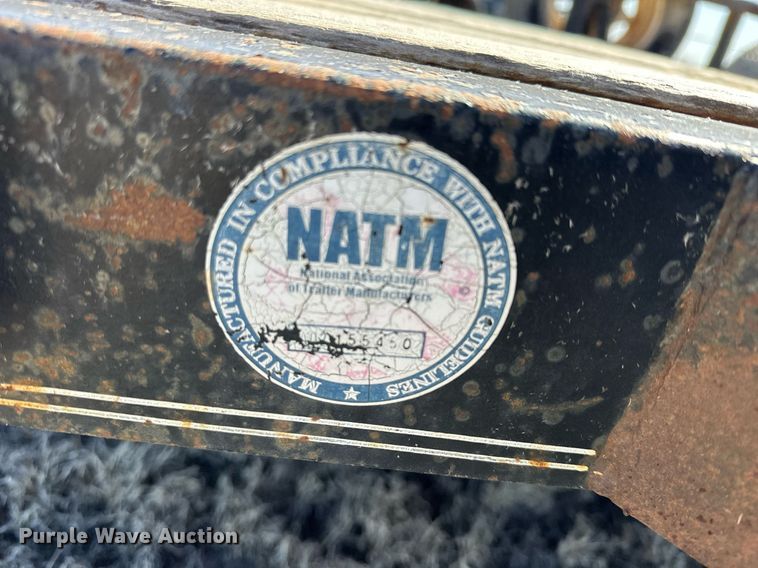 MANUFACTURED IN COMPLIANCE WITH NATM GUIDELINES
NATM
National Association
of Trailer Manufacturers
Purple Wave Auction